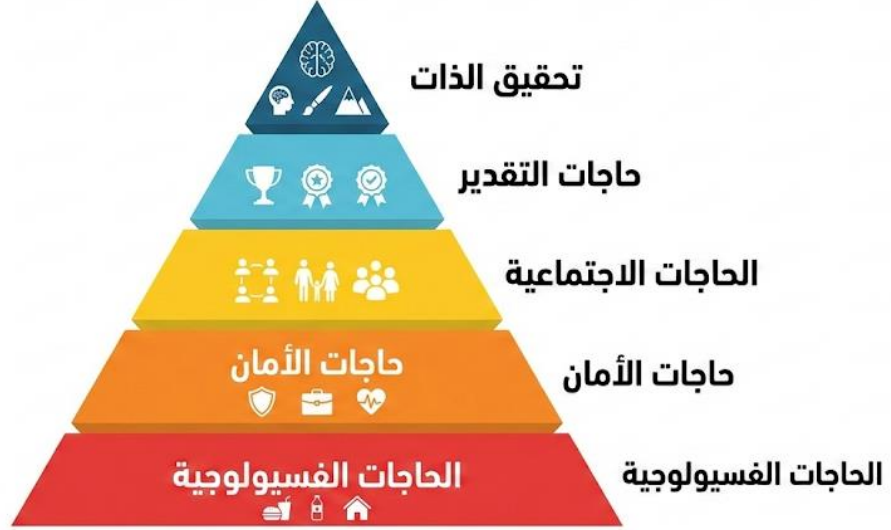 تحقيق الذات
حاجات التقدير
الحاجات الاجتماعية
حاجات الأمان
حاجات الأمان
الحاجات الفسيولوجية
الحاجات الفسيولوجية